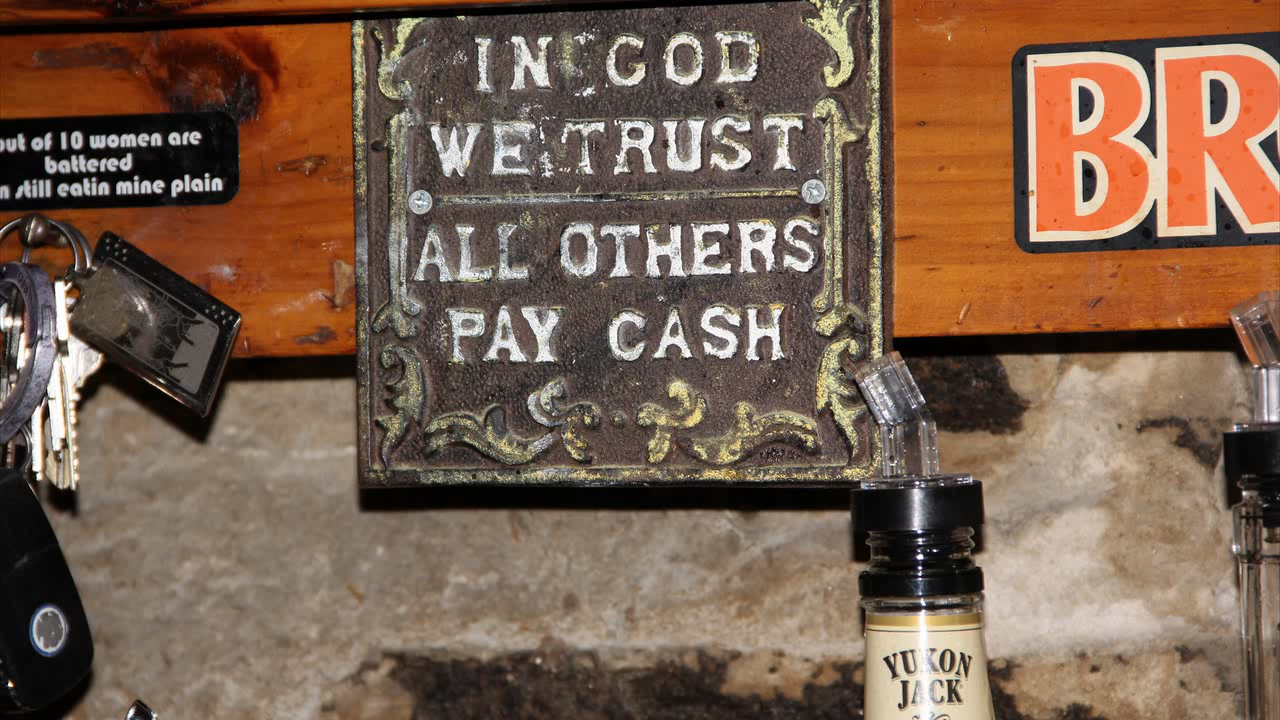 IN GOD
WE TRUST
ALL OTHERS
PAY CASH
out of 10 women are
battered
still eatin mine plain
BR
YUKON
JACK